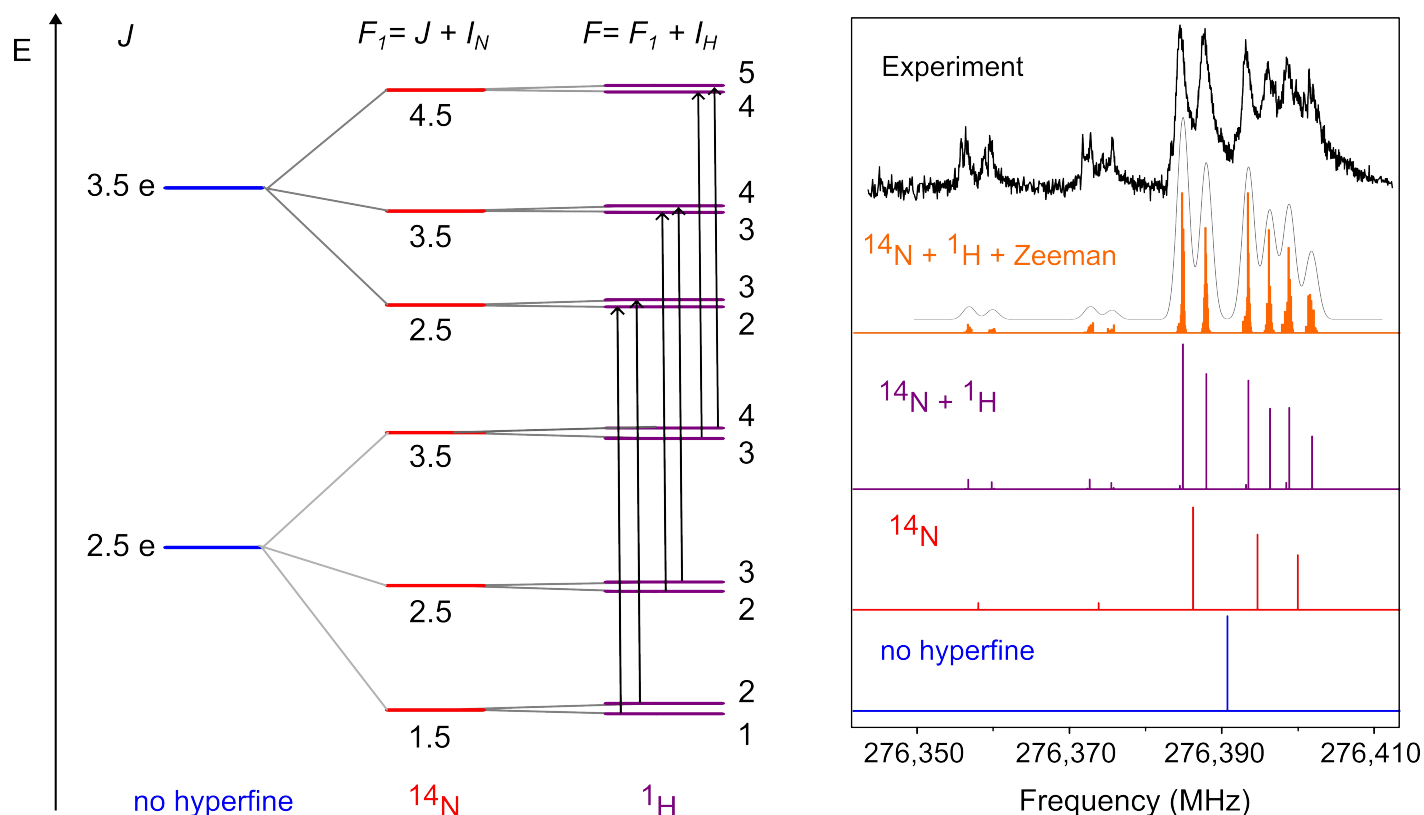 E
J
F₁= J + I_N
F= F₁ + I_H
5
4.5
4
3.5 e
4
3.5
3
3
2.5
2
4
3.5
3
2.5 e
3
2.5
2
2
1.5
1
no hyperfine
¹⁴N
¹H
Experiment
¹⁴N + ¹H + Zeeman
¹⁴N + ¹H
¹⁴N
no hyperfine
276,350 276,370 276,390 276,410
Frequency (MHz)